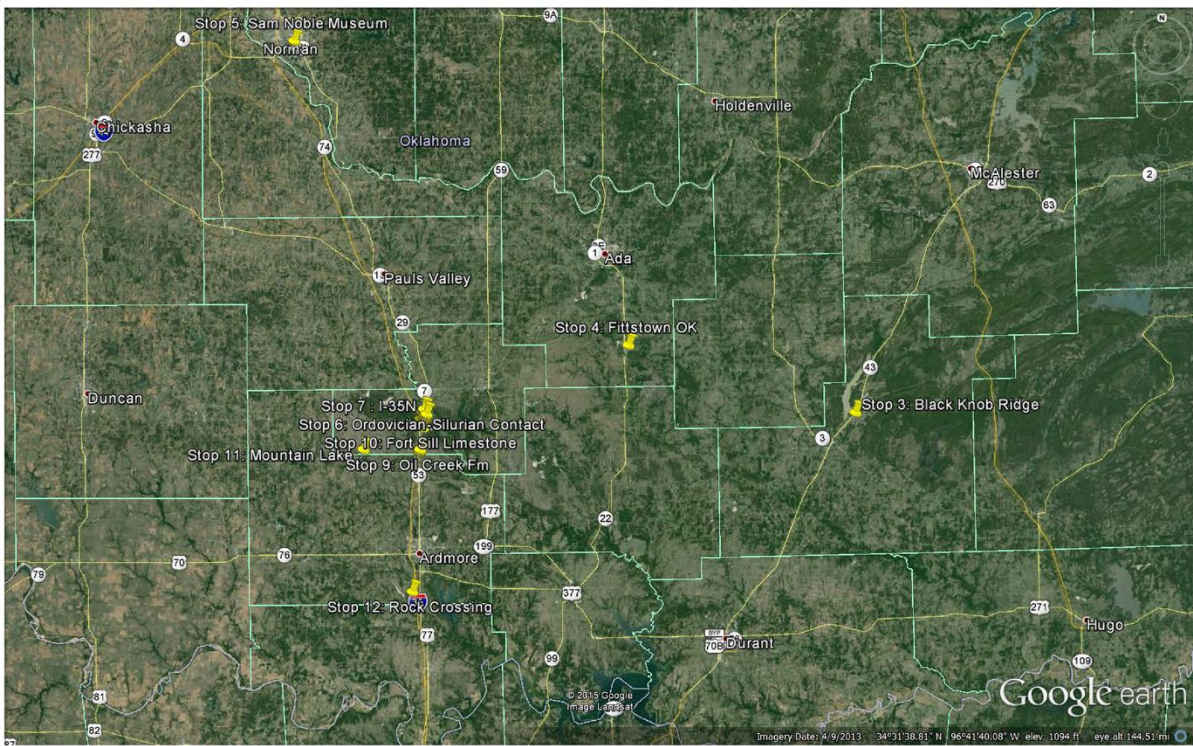 9A
Stop 5: Sam Noble Museum
N
4
Norman
Holdenville
Chickasha
Oklahoma
74
277
59
McAlester
270
2
63
1
Ada
Pauls Valley
29
Stop 4: Fittstown OK
43
7
Duncan
Stop 7 : I-35N
Stop 3: Black Knob Ridge
Stop 6: Ordovician-Silurian Contact
3
Stop 10: Fort Sill Limestone
Stop 11: Mountain Lake
Stop 9: Oil Creek Fm
53
177
22
76
Ardmore
199
70
79
377
Stop 12: Rock Crossing
271
Hugo
77
BYP
70B
Durant
99
109
81
© 2015 Google
Image Landsat
Google earth
82
87
Imagery Date: 4/9/2013 34°31'38.81" N 96°41'40.08" W elev 1094 ft eye alt 144.51 mi